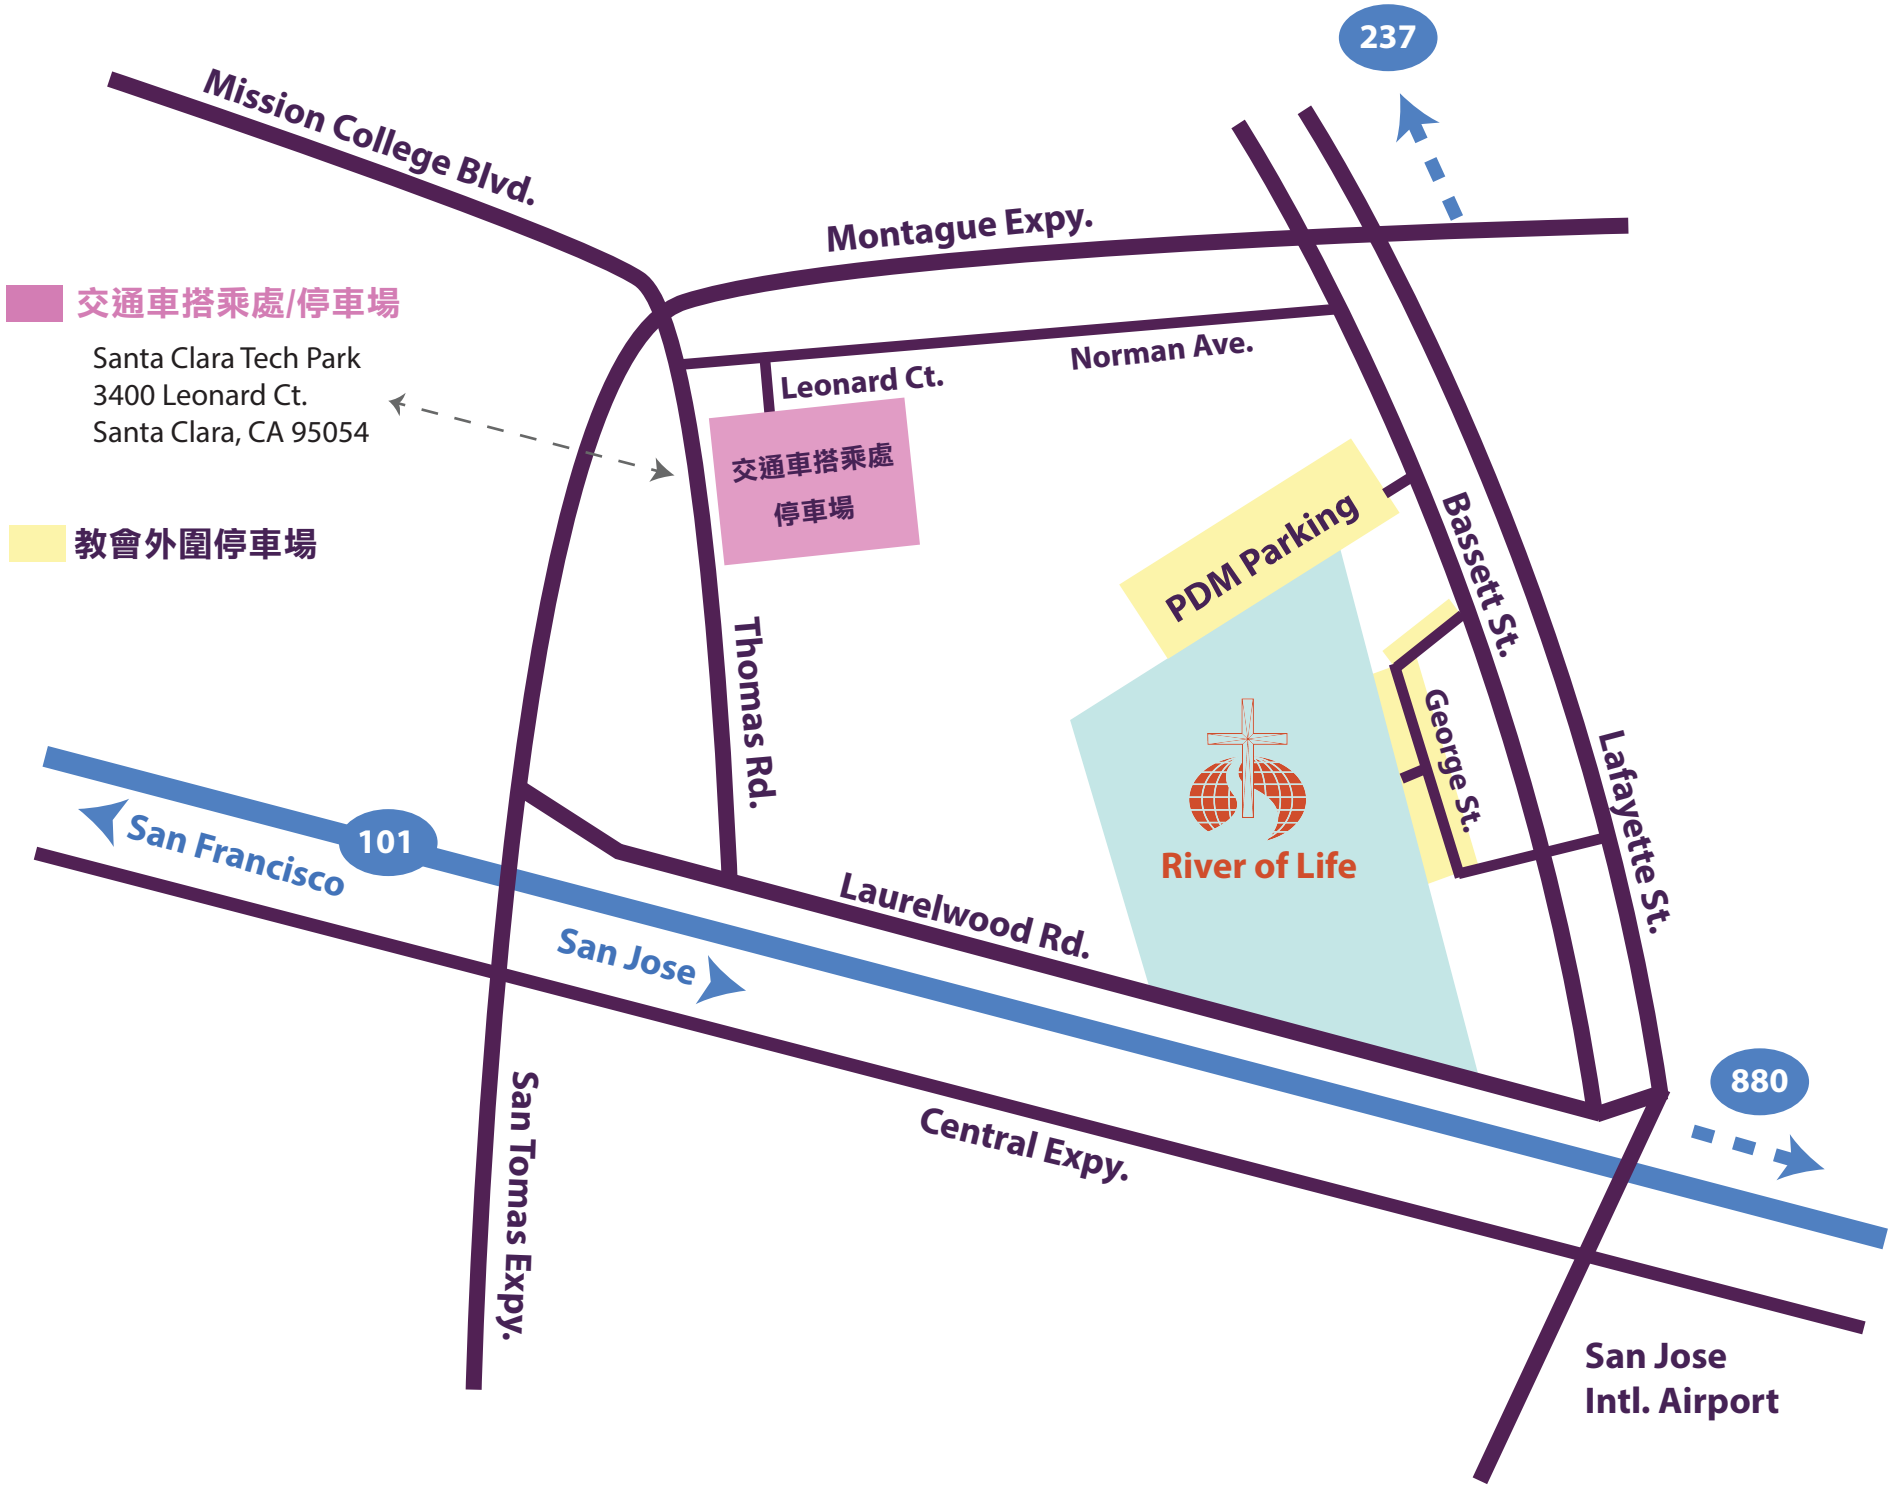 237
Mission College Blvd.
Montague Expy.
交通車搭乘處/停車場
Santa Clara Tech Park
3400 Leonard Ct.
Santa Clara, CA 95054
Norman Ave.
Leonard Ct.
交通車搭乘處
停車場
教會外圍停車場
PDM Parking
Bassett St.
Thomas Rd.
George St.
Lafayette St.
101
San Francisco
River of Life
Laurelwood Rd.
San Jose
880
Central Expy.
San Tomas Expy.
San Jose
Intl. Airport